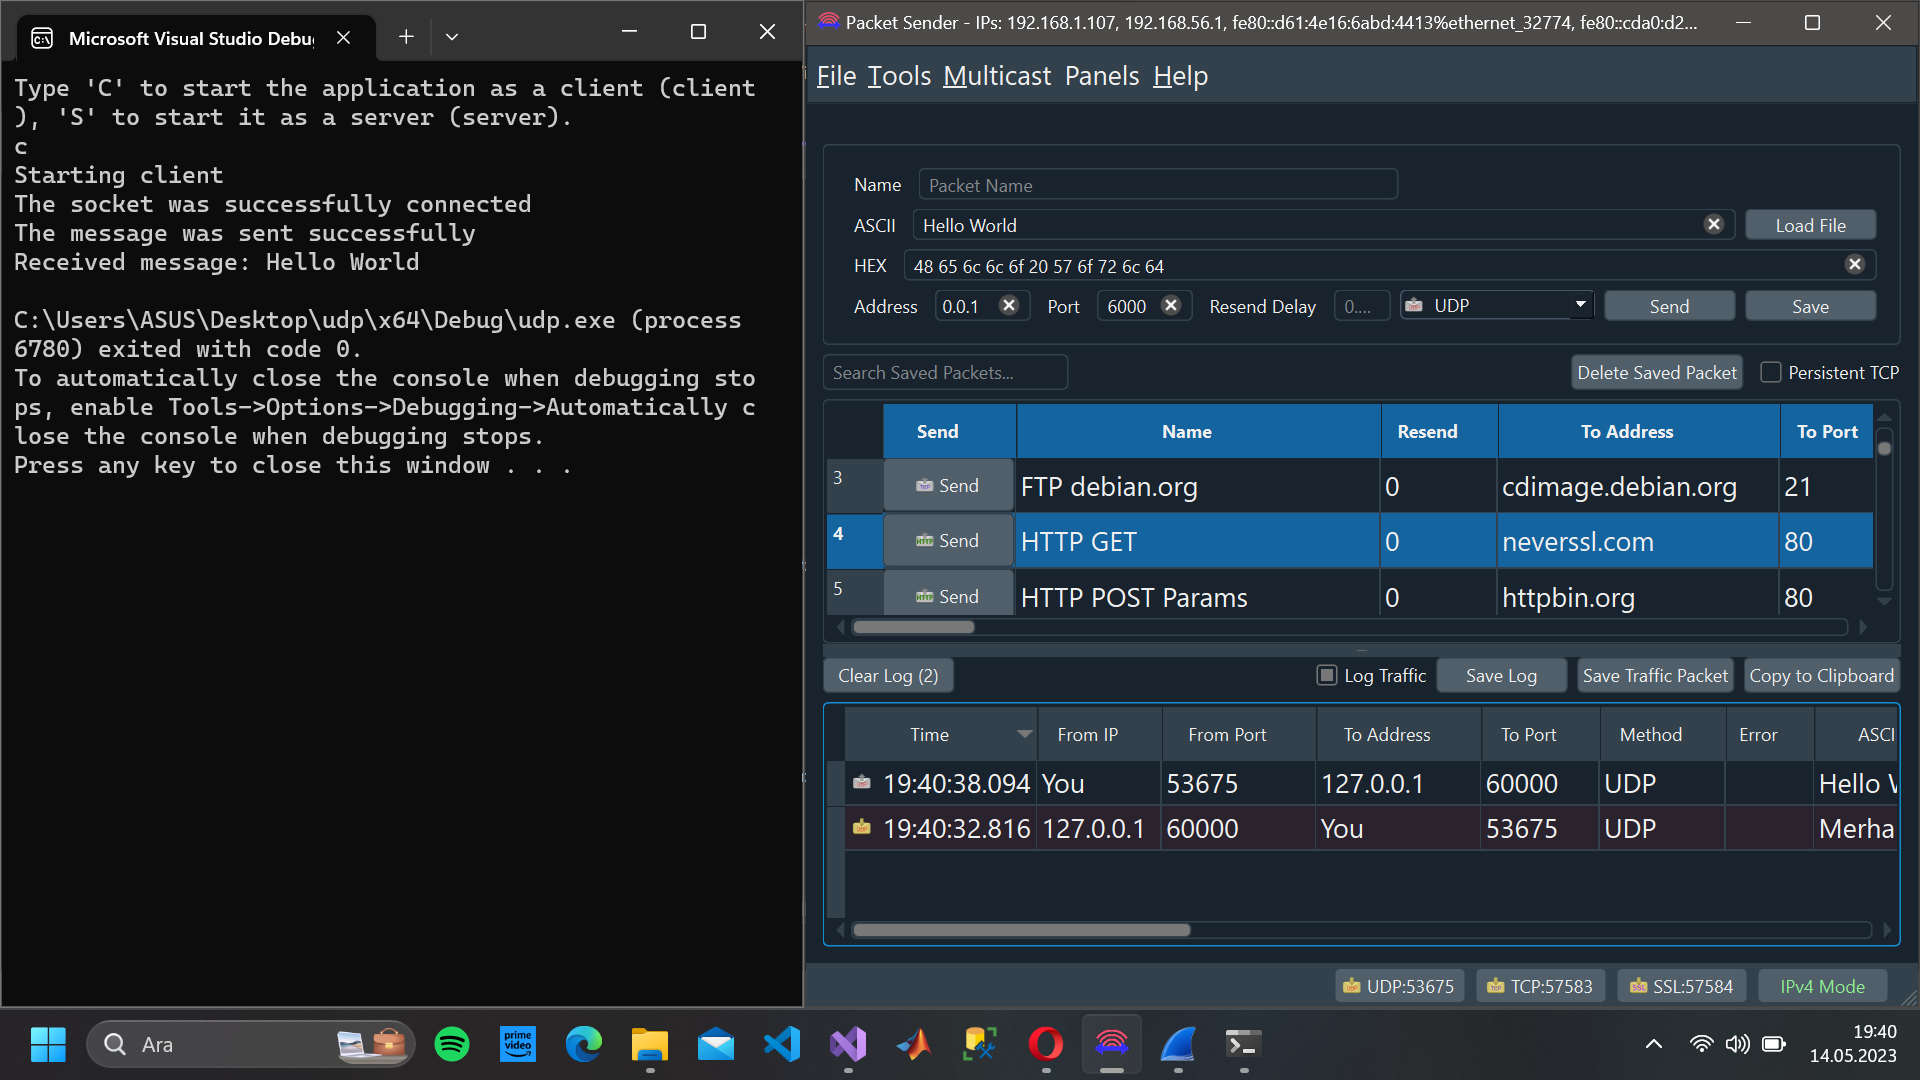 Microsoft Visual Studio Debu
Type 'C' to start the application as a client (client
), 'S' to start it as a server (server).
c
Starting client
The socket was successfully connected
The message was sent successfully
Received message: Hello World
C:\Users\ASUS\Desktop\udp\x64\Debug\udp.exe (process
6780) exited with code 0.
To automatically close the console when debugging sto
ps, enable Tools->Options->Debugging->Automatically c
lose the console when debugging stops.
Press any key to close this window . . .
Packet Sender - IPs: 192.168.1.107, 192.168.56.1, fe80::d61:4e16:6abd:4413%ethernet_32774, fe80::cda0:d2...
File Tools Multicast Panels Help
Name Packet Name
ASCII Hello World Load File
HEX 48 65 6c 6c 6f 20 57 6f 72 6c 64
Address 0.0.1 Port 6000 Resend Delay 0.... UDP Send Save
Search Saved Packets... Delete Saved Packet Persistent TCP
Send Name Resend To Address To Port
3 Send FTP debian.org 0 cdimage.debian.org 21
4 Send HTTP GET 0 neverssl.com 80
5 Send HTTP POST Params 0 httpbin.org 80
Clear Log (2) Log Traffic Save Log Save Traffic Packet Copy to Clipboard
Time From IP From Port To Address To Port Method Error ASCI
19:40:38.094 You 53675 127.0.0.1 60000 UDP Hello W
19:40:32.816 127.0.0.1 60000 You 53675 UDP Merha
UDP:53675 TCP:57583 SSL:57584 IPv4 Mode
Ara prime video 19:40
14.05.2023